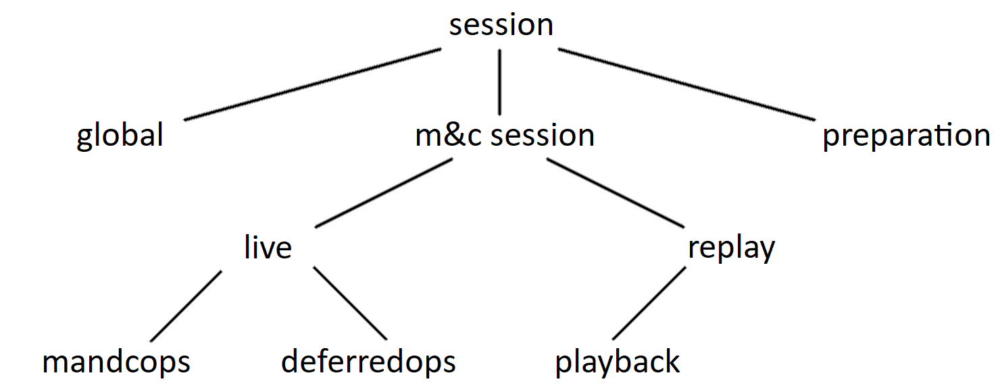 session
global
m&c session
preparation
live
replay
mandcops
deferredops
playback